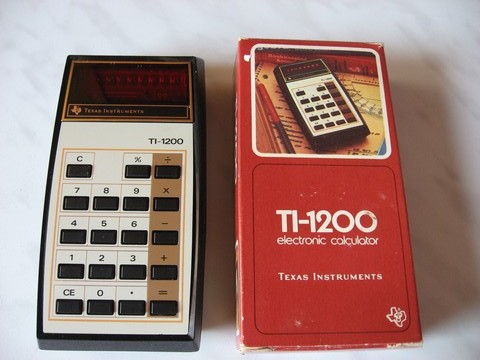 TEXAS INSTRUMENTS
TI-1200
C % ÷
7 8 9 ×
4 5 6 −
1 2 3 +
CE 0 . =
TI-1200
electronic calculator
TEXAS INSTRUMENTS